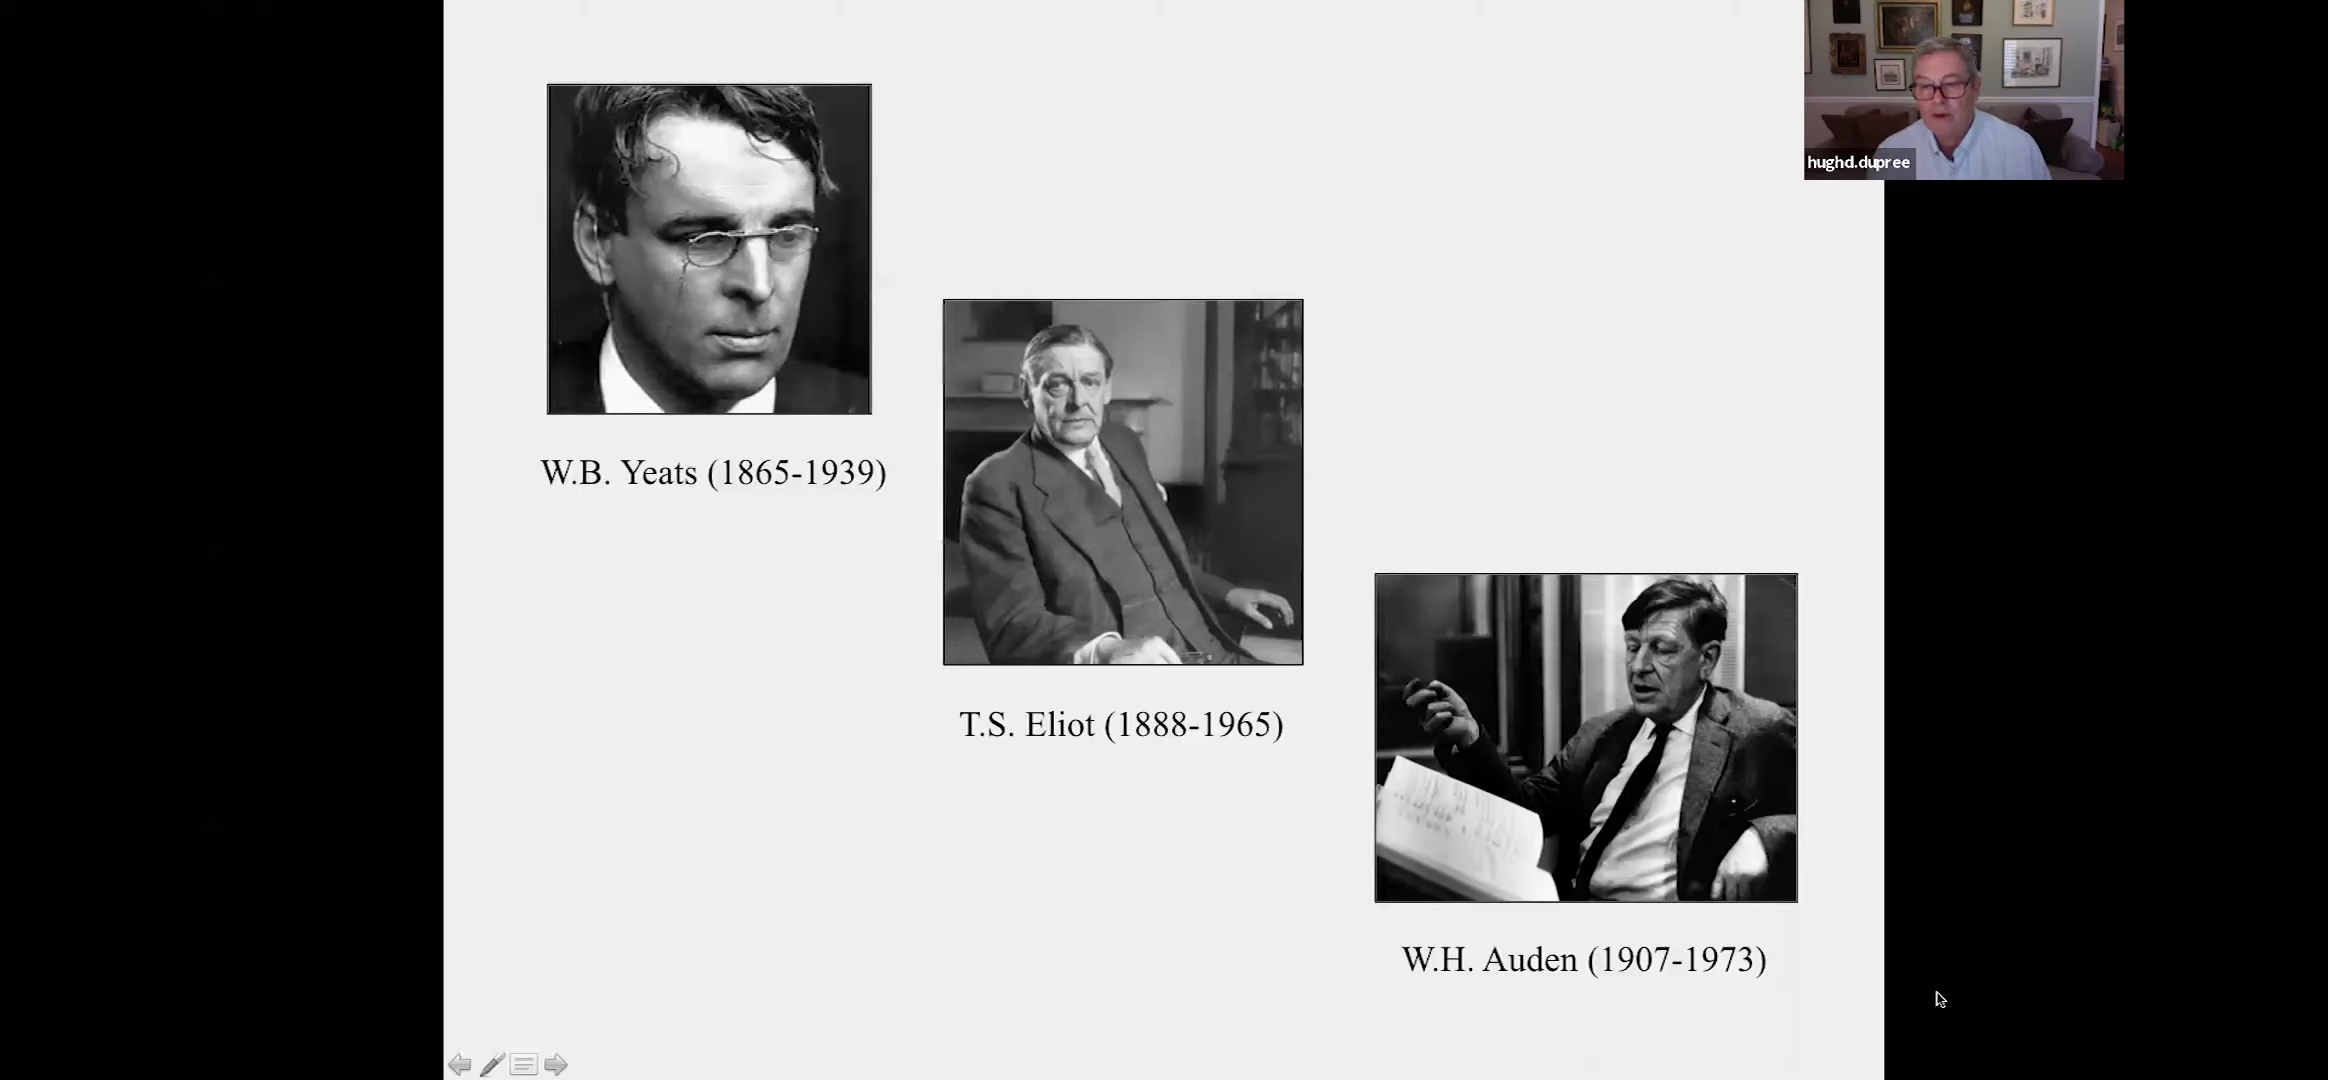 hughd.dupree
W.B. Yeats (1865-1939)
T.S. Eliot (1888-1965)
W.H. Auden (1907-1973)